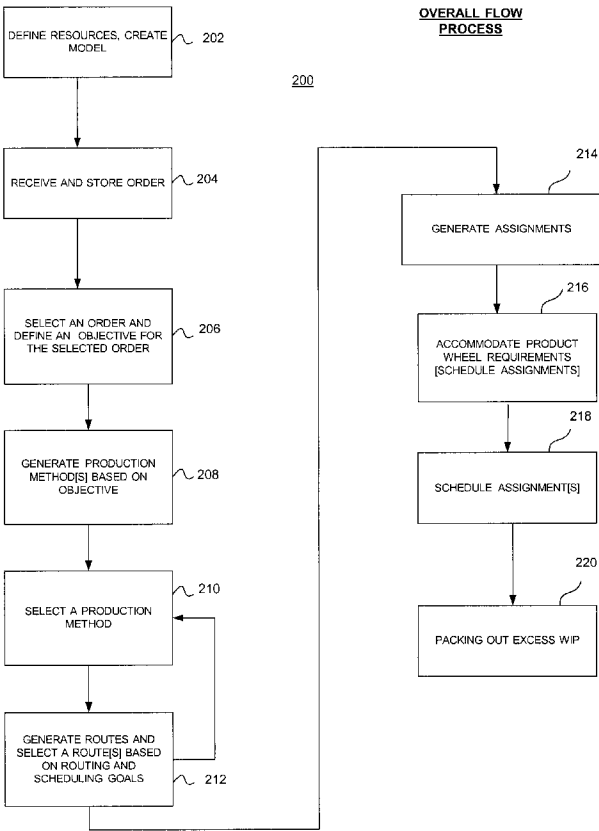 OVERALL FLOW
PROCESS
200
DEFINE RESOURCES, CREATE
MODEL
202
RECEIVE AND STORE ORDER
204
SELECT AN ORDER AND
DEFINE AN OBJECTIVE FOR
THE SELECTED ORDER
206
GENERATE PRODUCTION
METHOD[S] BASED ON
OBJECTIVE
208
SELECT A PRODUCTION
METHOD
210
GENERATE ROUTES AND
SELECT A ROUTE[S] BASED
ON ROUTING AND
SCHEDULING GOALS
212
214
GENERATE ASSIGNMENTS
216
ACCOMMODATE PRODUCT
WHEEL REQUIREMENTS
[SCHEDULE ASSIGNMENTS]
218
SCHEDULE ASSIGNMENT[S]
220
PACKING OUT EXCESS WIP